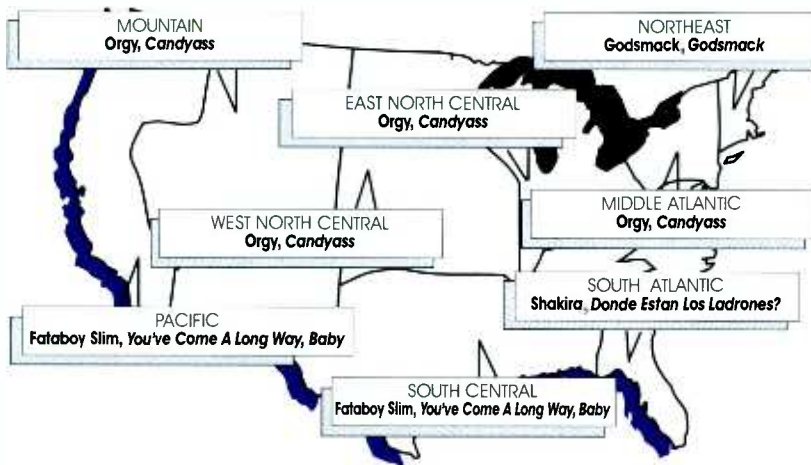 MOUNTAIN
Orgy, Candyass
NORTHEAST
Godsmack, Godsmack
EAST NORTH CENTRAL
Orgy, Candyass
MIDDLE ATLANTIC
Orgy, Candyass
WEST NORTH CENTRAL
Orgy, Candyass
SOUTH ATLANTIC
Shakira, Donde Estan Los Ladrones?
PACIFIC
Fataboy Slim, You've Come A Long Way, Baby
SOUTH CENTRAL
Fataboy Slim, You've Come A Long Way, Baby